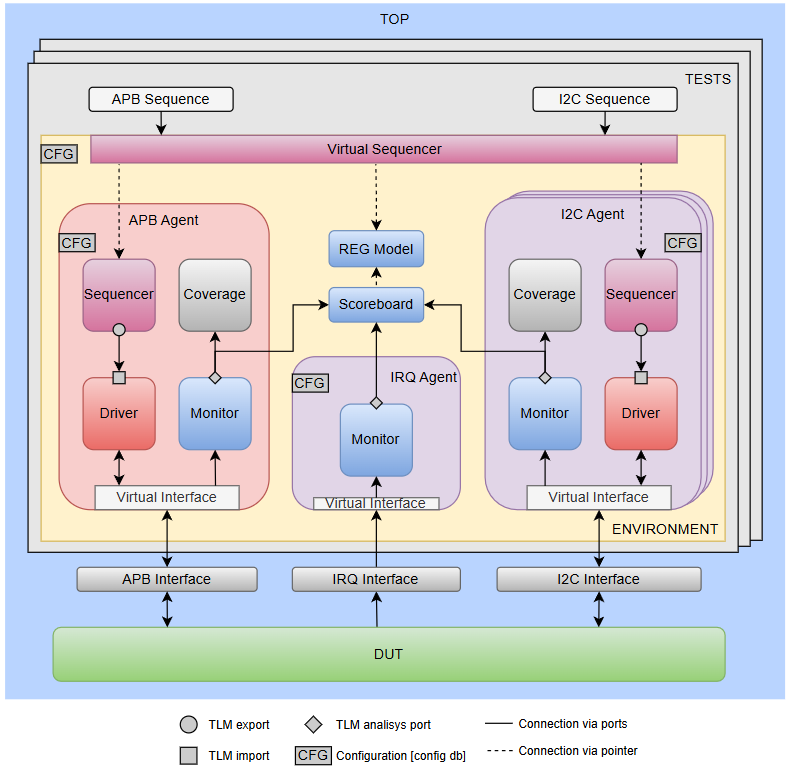 TOP
TESTS
APB Sequence
I2C Sequence
CFG
Virtual Sequencer
APB Agent
I2C Agent
CFG
REG Model
CFG
Sequencer
Coverage
Scoreboard
Coverage
Sequencer
CFG
IRQ Agent
Driver
Monitor
Monitor
Monitor
Driver
Virtual Interface
Virtual Interface
Virtual Interface
ENVIRONMENT
APB Interface
IRQ Interface
I2C Interface
DUT
TLM export
TLM analisys port
Connection via ports
TLM import
CFG
Configuration [config db]
Connection via pointer